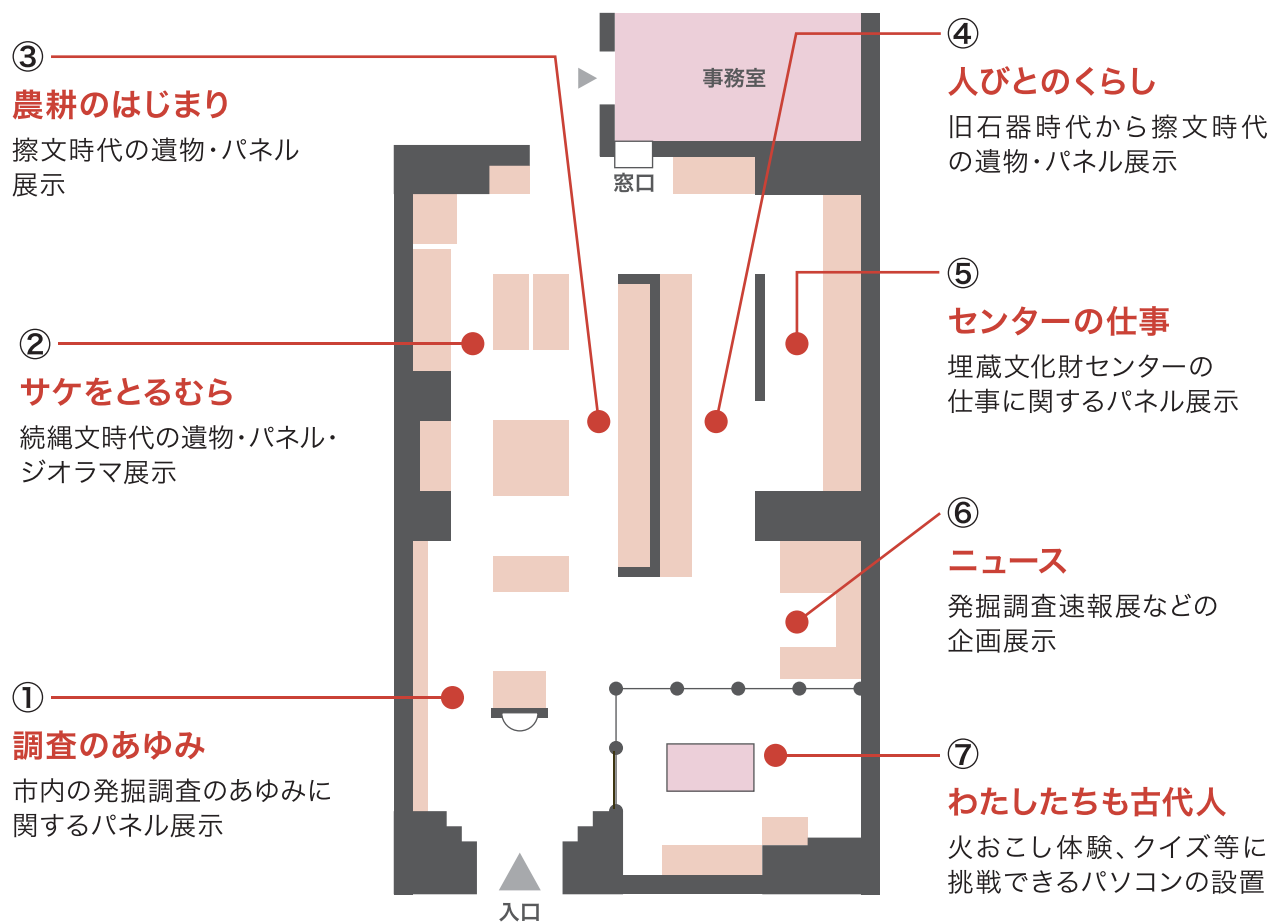 ③
農耕のはじまり
擦文時代の遺物・パネル
展示
②
サケをとるむら
続縄文時代の遺物・パネル・
ジオラマ展示
①
調査のあゆみ
市内の発掘調査のあゆみに
関するパネル展示
事務室
窓口
入口
④
人びとのくらし
旧石器時代から擦文時代
の遺物・パネル展示
⑤
センターの仕事
埋蔵文化財センターの
仕事に関するパネル展示
⑥
ニュース
発掘調査速報展などの
企画展示
⑦
わたしたちも古代人
火おこし体験、クイズ等に
挑戦できるパソコンの設置